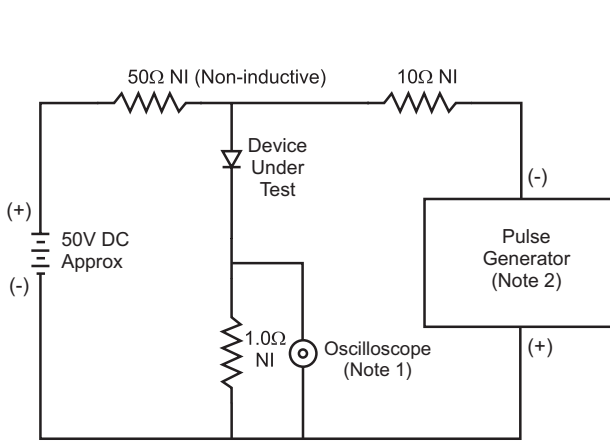 50Ω NI (Non-inductive)
10Ω NI
Device
Under
Test
(+)
50V DC
Approx
(-)
(-)
Pulse
Generator
(Note 2)
(+)
1.0Ω
NI
Oscilloscope
(Note 1)